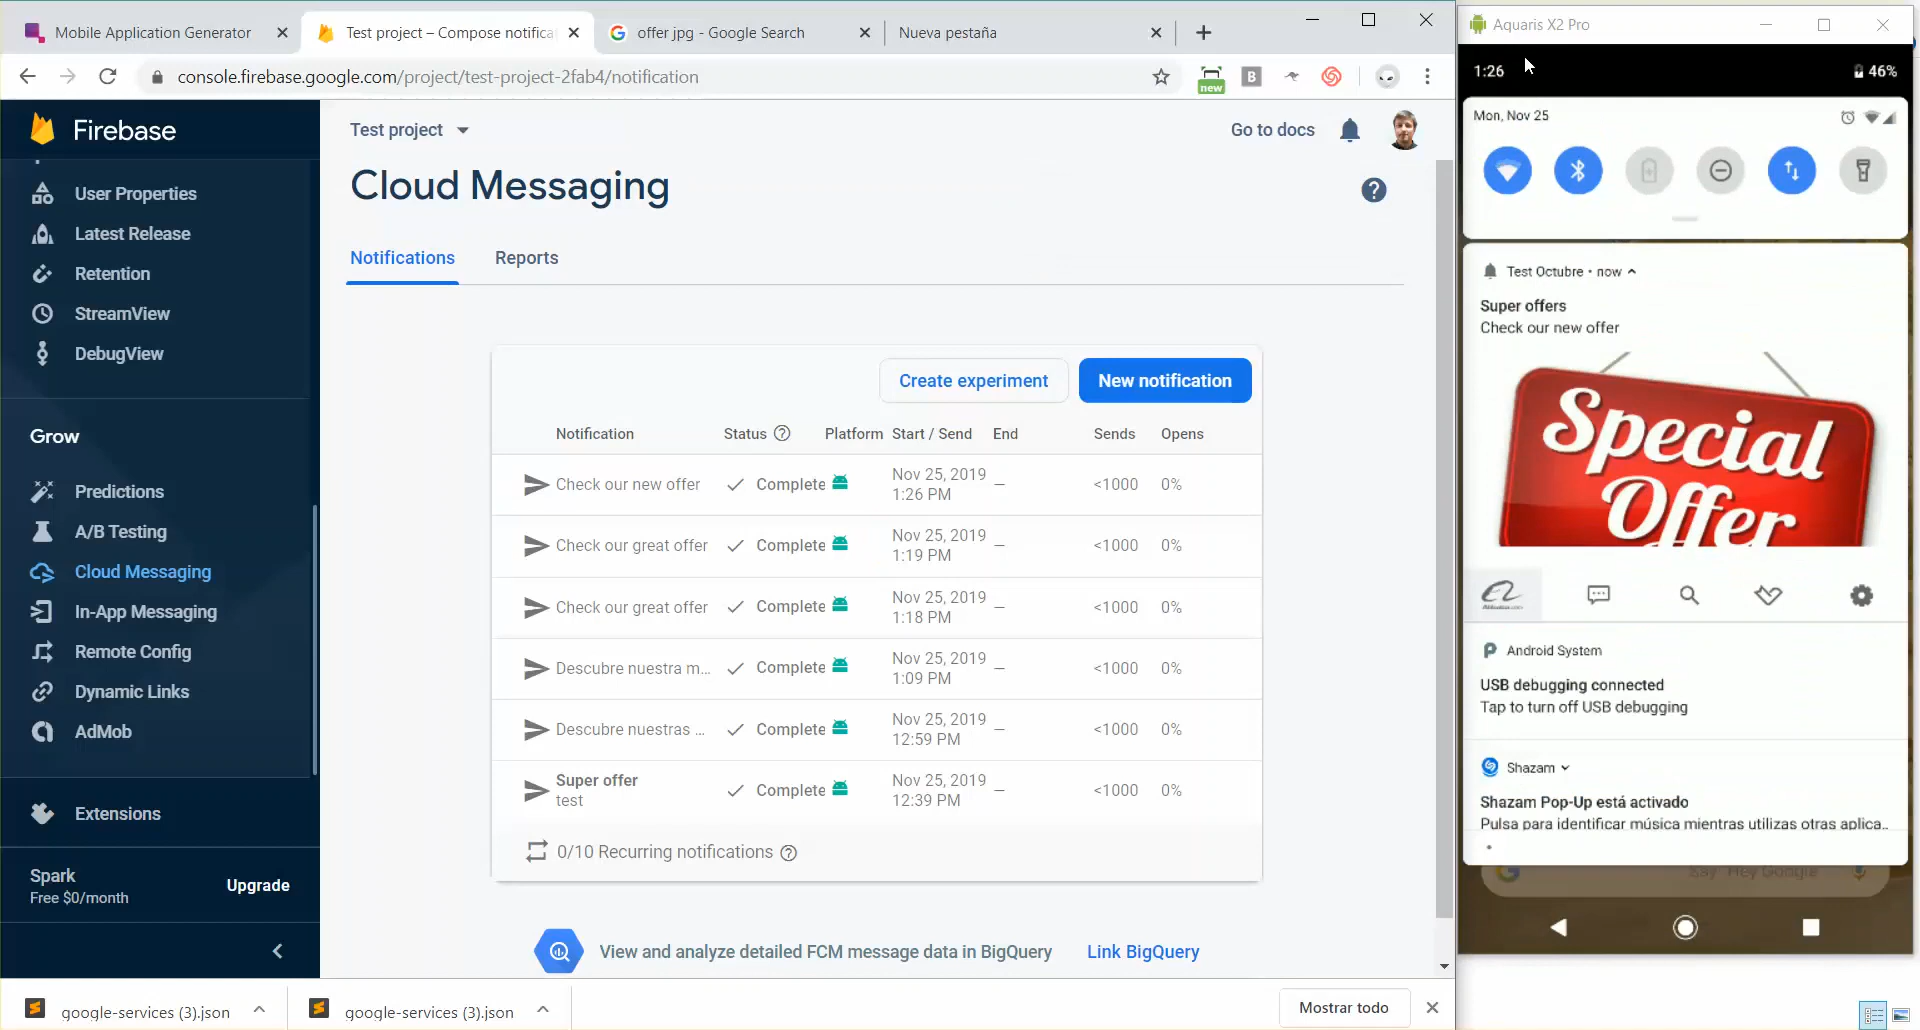 Mobile Application Generator
Test project – Compose notifica
offer jpg - Google Search
Nueva pestaña
console.firebase.google.com/project/test-project-2fab4/notification
new
B
Firebase
User Properties
Latest Release
Retention
StreamView
DebugView
Grow
Predictions
A/B Testing
Cloud Messaging
In-App Messaging
Remote Config
Dynamic Links
AdMob
Extensions
Spark
Free $0/month
Upgrade
Test project
Go to docs
Cloud Messaging
Notifications
Reports
Create experiment
New notification
Notification Status Platform Start / Send End Sends Opens
Check our new offer Complete Nov 25, 2019 1:26 PM — <1000 0%
Check our great offer Complete Nov 25, 2019 1:19 PM — <1000 0%
Check our great offer Complete Nov 25, 2019 1:18 PM — <1000 0%
Descubre nuestra m... Complete Nov 25, 2019 1:09 PM — <1000 0%
Descubre nuestras ... Complete Nov 25, 2019 12:59 PM — <1000 0%
Super offer test Complete Nov 25, 2019 12:39 PM — <1000 0%
0/10 Recurring notifications
View and analyze detailed FCM message data in BigQuery
Link BigQuery
google-services (3).json
google-services (3).json
Mostrar todo
Aquaris X2 Pro
1:26
46%
Mon, Nov 25
Test Octubre • now
Super offers
Check our new offer
Special
Offer
Android System
USB debugging connected
Tap to turn off USB debugging
Shazam
Shazam Pop-Up está activado
Pulsa para identificar música mientras utilizas otras aplica..
Say "Hey Google"